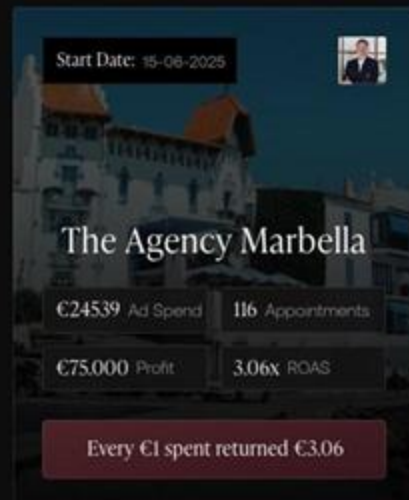 Start Date: 15-06-2025
The Agency Marbella
€24539 Ad Spend
116 Appointments
€75.000 Profit
3.06x ROAS
Every €1 spent returned €3.06